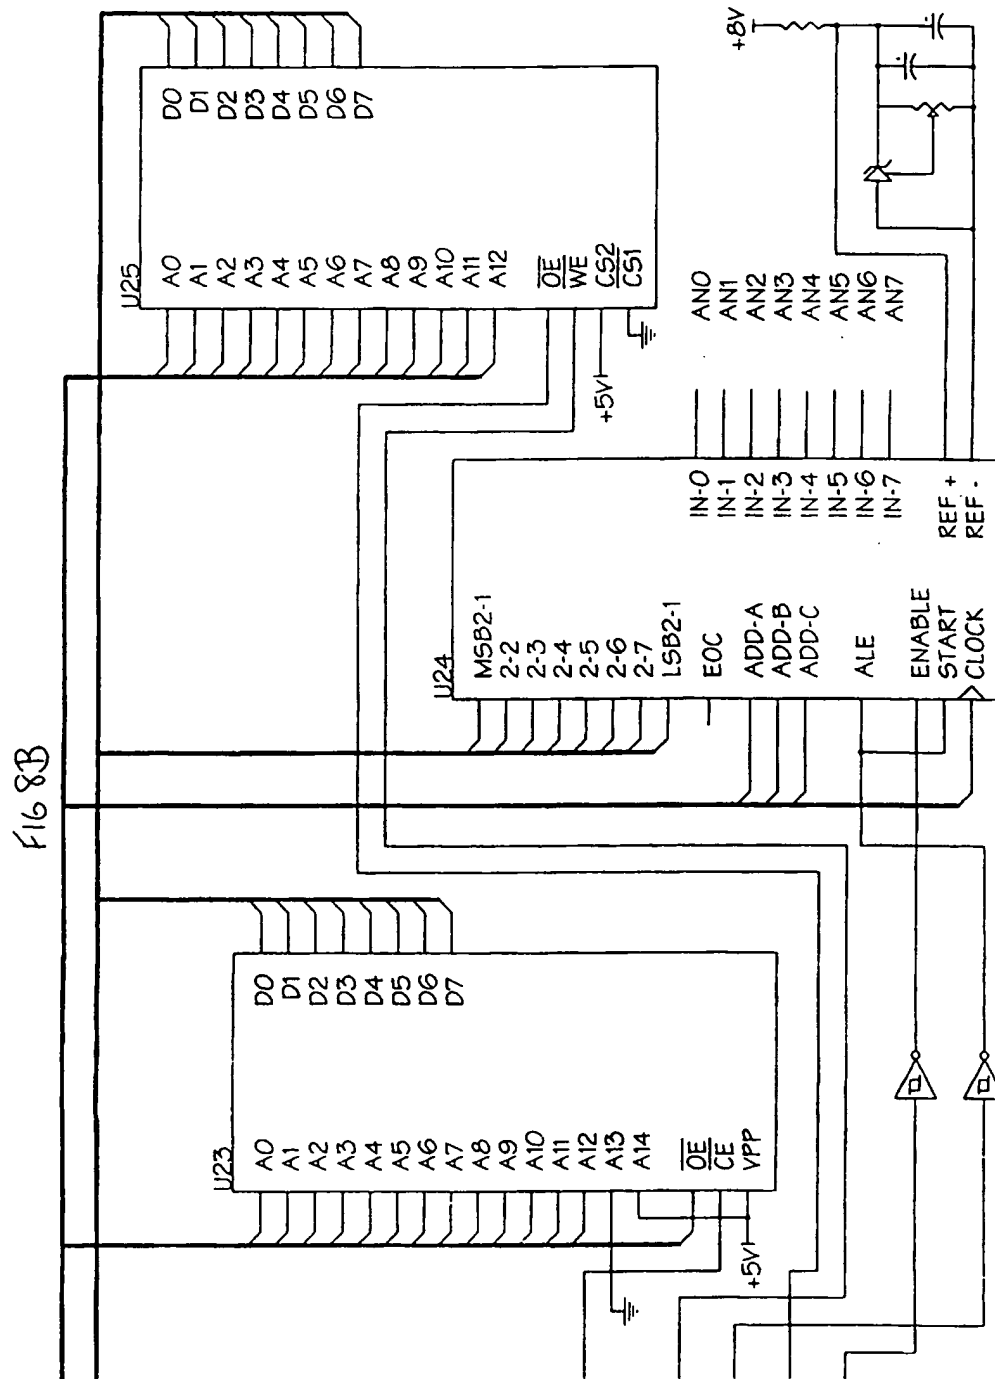 FIG 8B
U25
D0
D1
D2
D3
D4
D5
D6
D7
A0
A1
A2
A3
A4
A5
A6
A7
A8
A9
A10
A11
A12
OE
WE
CS2
CS1
+5V
+8V
AN0
AN1
AN2
AN3
AN4
AN5
AN6
AN7
U24
MSB2-1
2-2
2-3
2-4
2-5
2-6
2-7
LSB2-1
EOC
ADD-A
ADD-B
ADD-C
ALE
ENABLE
START
CLOCK
IN-0
IN-1
IN-2
IN-3
IN-4
IN-5
IN-6
IN-7
REF +
REF -
U23
D0
D1
D2
D3
D4
D5
D6
D7
A0
A1
A2
A3
A4
A5
A6
A7
A8
A9
A10
A11
A12
A13
A14
OE
CE
VPP
+5V